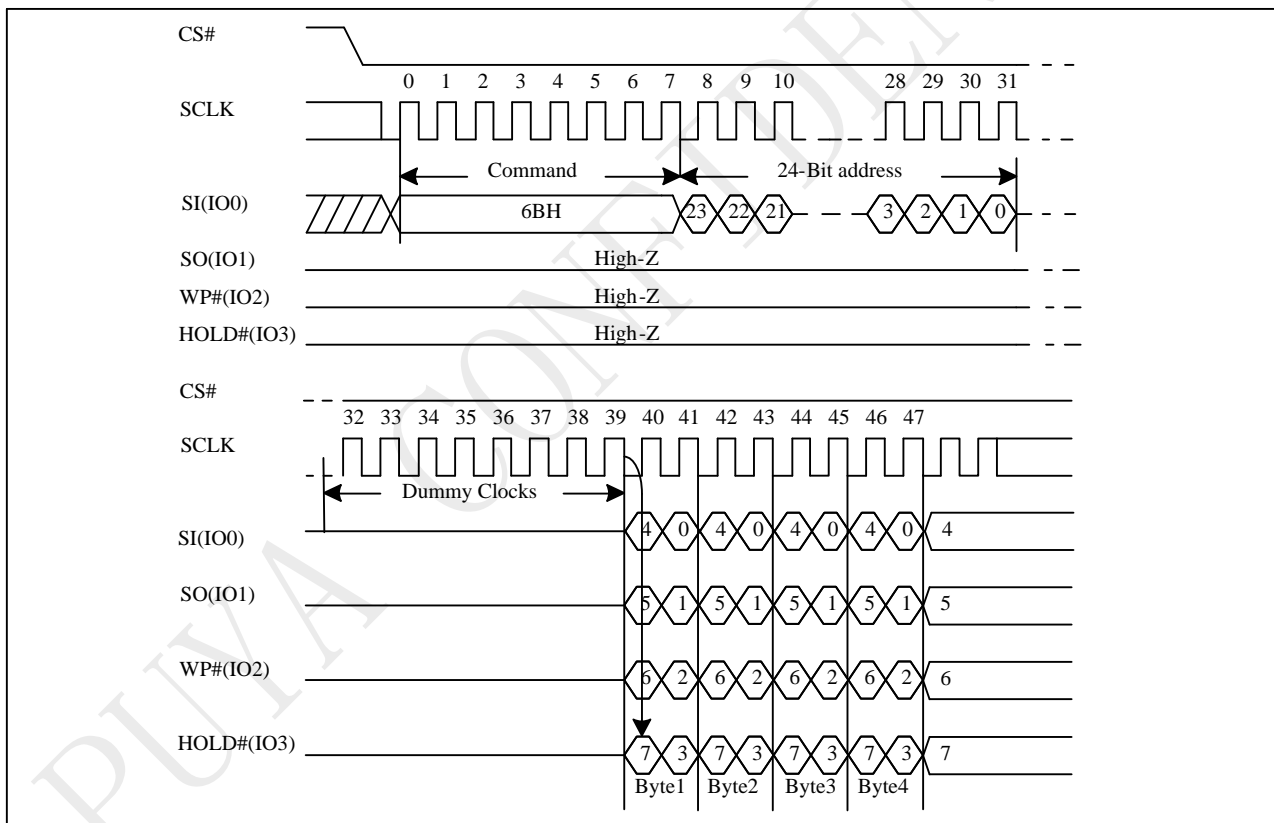 CS#
0 1 2 3 4 5 6 7 8 9 10 28 29 30 31
SCLK
Command 24-Bit address
SI(IO0) 6BH 23 22 21 3 2 1 0
SO(IO1) High-Z
WP#(IO2) High-Z
HOLD#(IO3) High-Z
CS#
32 33 34 35 36 37 38 39 40 41 42 43 44 45 46 47
SCLK
Dummy Clocks
SI(IO0) 4 0 4 0 4 0 4 0 4
SO(IO1) 5 1 5 1 5 1 5 1 5
WP#(IO2) 6 2 6 2 6 2 6 2 6
HOLD#(IO3) 7 3 7 3 7 3 7 3 7
Byte1 Byte2 Byte3 Byte4
PUYA CONFIDEN